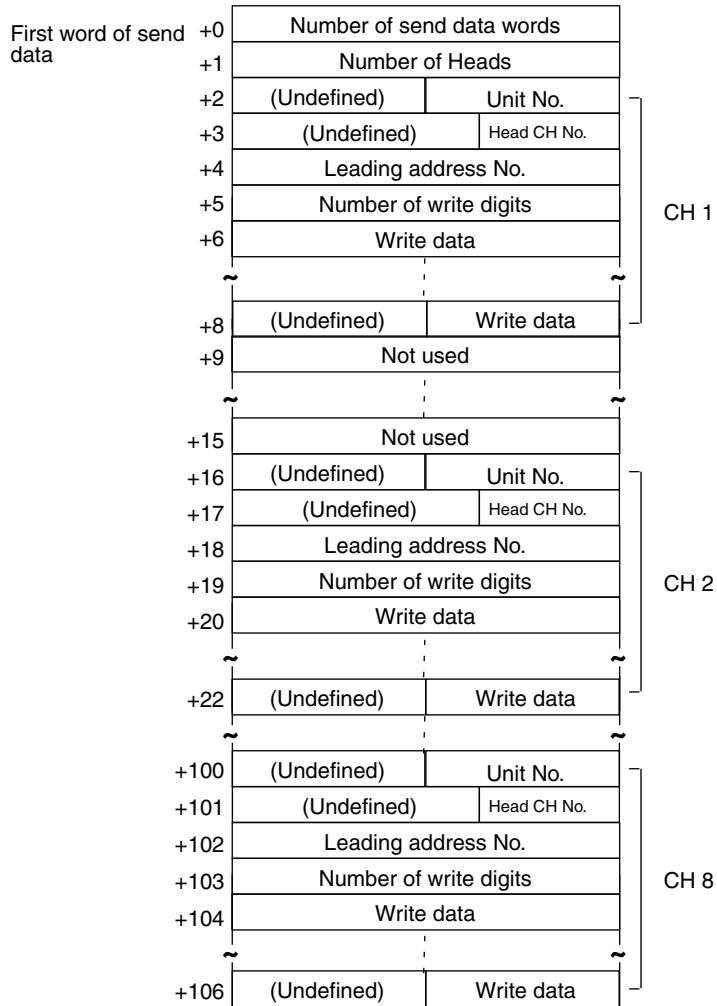 First word of send
data
+0 Number of send data words
+1 Number of Heads
+2 (Undefined) Unit No.
+3 (Undefined) Head CH No.
+4 Leading address No.
+5 Number of write digits
+6 Write data
CH 1
~ ~
+8 (Undefined) Write data
+9 Not used
~ ~
+15 Not used
+16 (Undefined) Unit No.
+17 (Undefined) Head CH No.
+18 Leading address No.
+19 Number of write digits
CH 2
+20 Write data
~ ~
+22 (Undefined) Write data
~ ~
+100 (Undefined) Unit No.
+101 (Undefined) Head CH No.
+102 Leading address No.
+103 Number of write digits
CH 8
+104 Write data
~ ~
+106 (Undefined) Write data